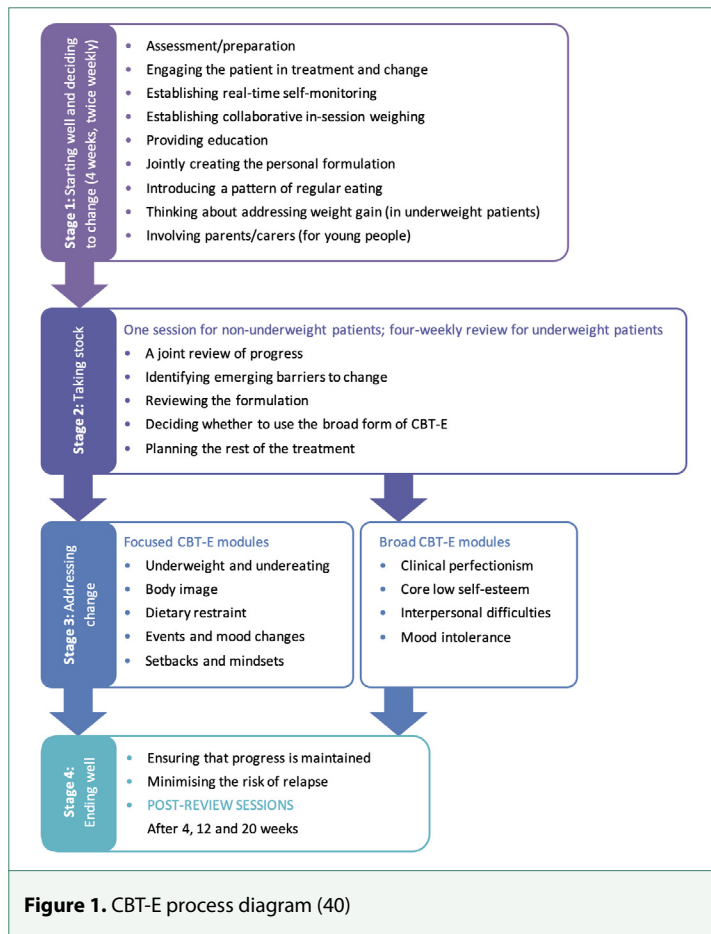 Stage 1: Starting well and deciding
to change (4 weeks, twice weekly)
• Assessment/preparation
• Engaging the patient in treatment and change
• Establishing real-time self-monitoring
• Establishing collaborative in-session weighing
• Providing education
• Jointly creating the personal formulation
• Introducing a pattern of regular eating
• Thinking about addressing weight gain (in underweight patients)
• Involving parents/carers (for young people)
Stage 2: Taking stock
One session for non-underweight patients; four-weekly review for underweight patients
• A joint review of progress
• Identifying emerging barriers to change
• Reviewing the formulation
• Deciding whether to use the broad form of CBT-E
• Planning the rest of the treatment
Stage 3: Addressing
change
Focused CBT-E modules
• Underweight and undereating
• Body image
• Dietary restraint
• Events and mood changes
• Setbacks and mindsets
Broad CBT-E modules
• Clinical perfectionism
• Core low self-esteem
• Interpersonal difficulties
• Mood intolerance
Stage 4:
Ending well
• Ensuring that progress is maintained
• Minimising the risk of relapse
• POST-REVIEW SESSIONS
After 4, 12 and 20 weeks
Figure 1. CBT-E process diagram (40)